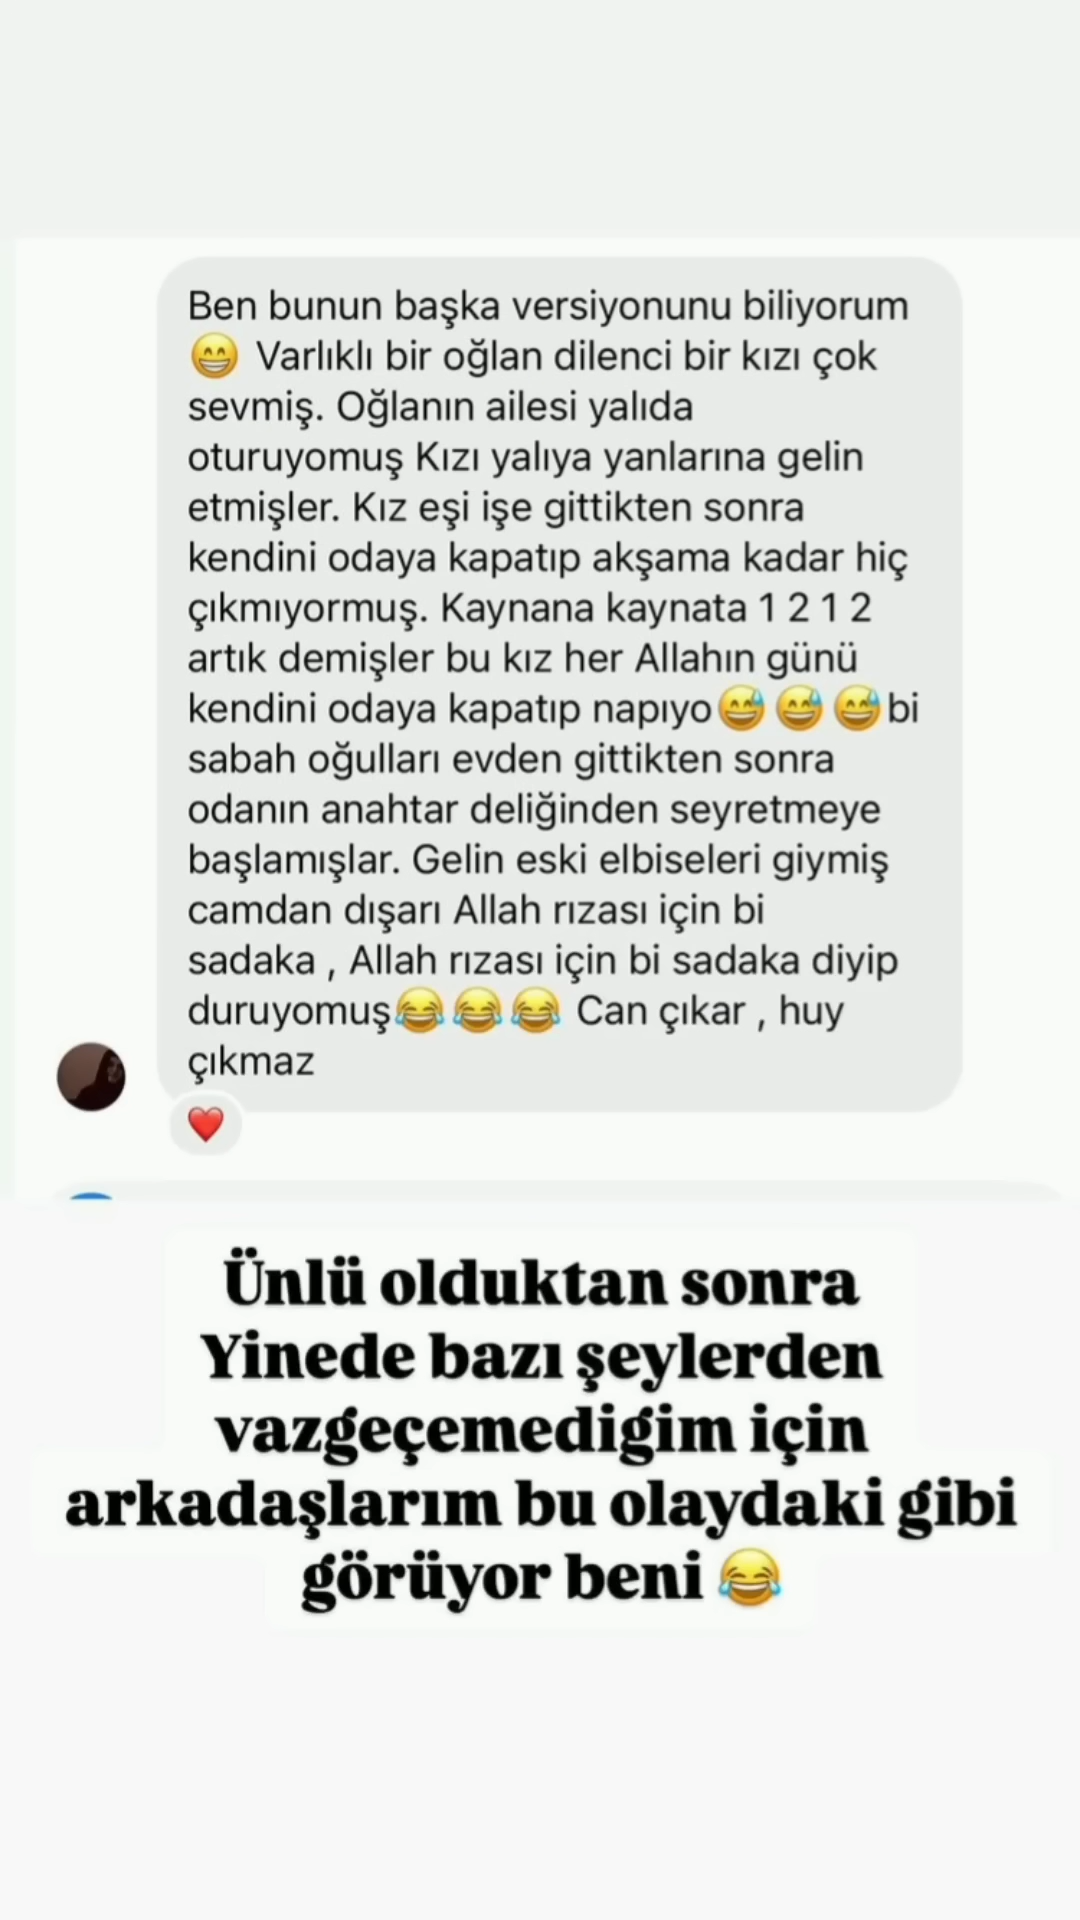 Ben bunun başka versiyonunu biliyorum
😁 Varlıklı bir oğlan dilenci bir kızı çok
sevmiş. Oğlanın ailesi yalıda
oturuyomuş Kızı yalıya yanlarına gelin
etmişler. Kız eşi işe gittikten sonra
kendini odaya kapatıp akşama kadar hiç
çıkmıyormuş. Kaynana kaynata 1 2 1 2
artık demişler bu kız her Allahın günü
kendini odaya kapatıp napıyo😅😅😅bi
sabah oğulları evden gittikten sonra
odanın anahtar deliğinden seyretmeye
başlamışlar. Gelin eski elbiseleri giymiş
camdan dışarı Allah rızası için bi
sadaka , Allah rızası için bi sadaka diyip
duruyomuş😂😂😂 Can çıkar , huy
çıkmaz
❤️
Ünlü olduktan sonra
Yinede bazı şeylerden
vazgeçemedigim için
arkadaşlarım bu olaydaki gibi
görüyor beni 😂